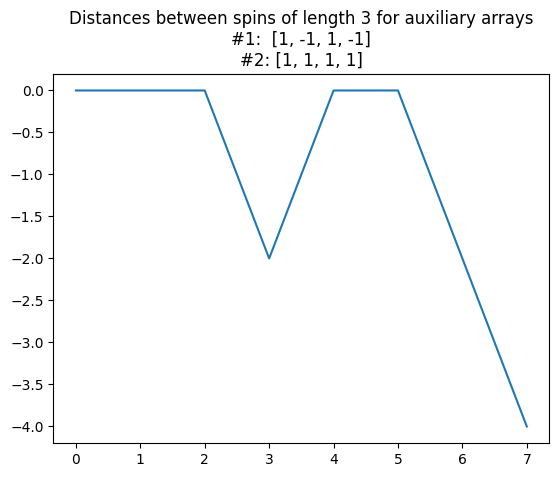 Distances between spins of length 3 for auxiliary arrays
#1:  [1, -1, 1, -1]
#2: [1, 1, 1, 1]
0.0
−0.5
−1.0
−1.5
−2.0
−2.5
−3.0
−3.5
−4.0
0 1 2 3 4 5 6 7